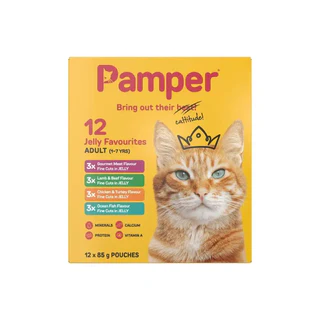 Pamper
Bring out their best
cattitude!
12
Jelly Favourites
ADULT (1-7 YRS)
3x Gourmet Meat Flavour
Fine Cuts in JELLY
3x Lamb & Beef Flavour
Fine Cuts in JELLY
3x Chicken & Turkey Flavour
Fine Cuts in JELLY
3x Ocean Fish Flavour
Fine Cuts in JELLY
MINERALS CALCIUM
PROTEIN VITAMIN A
12 x 85 g POUCHES